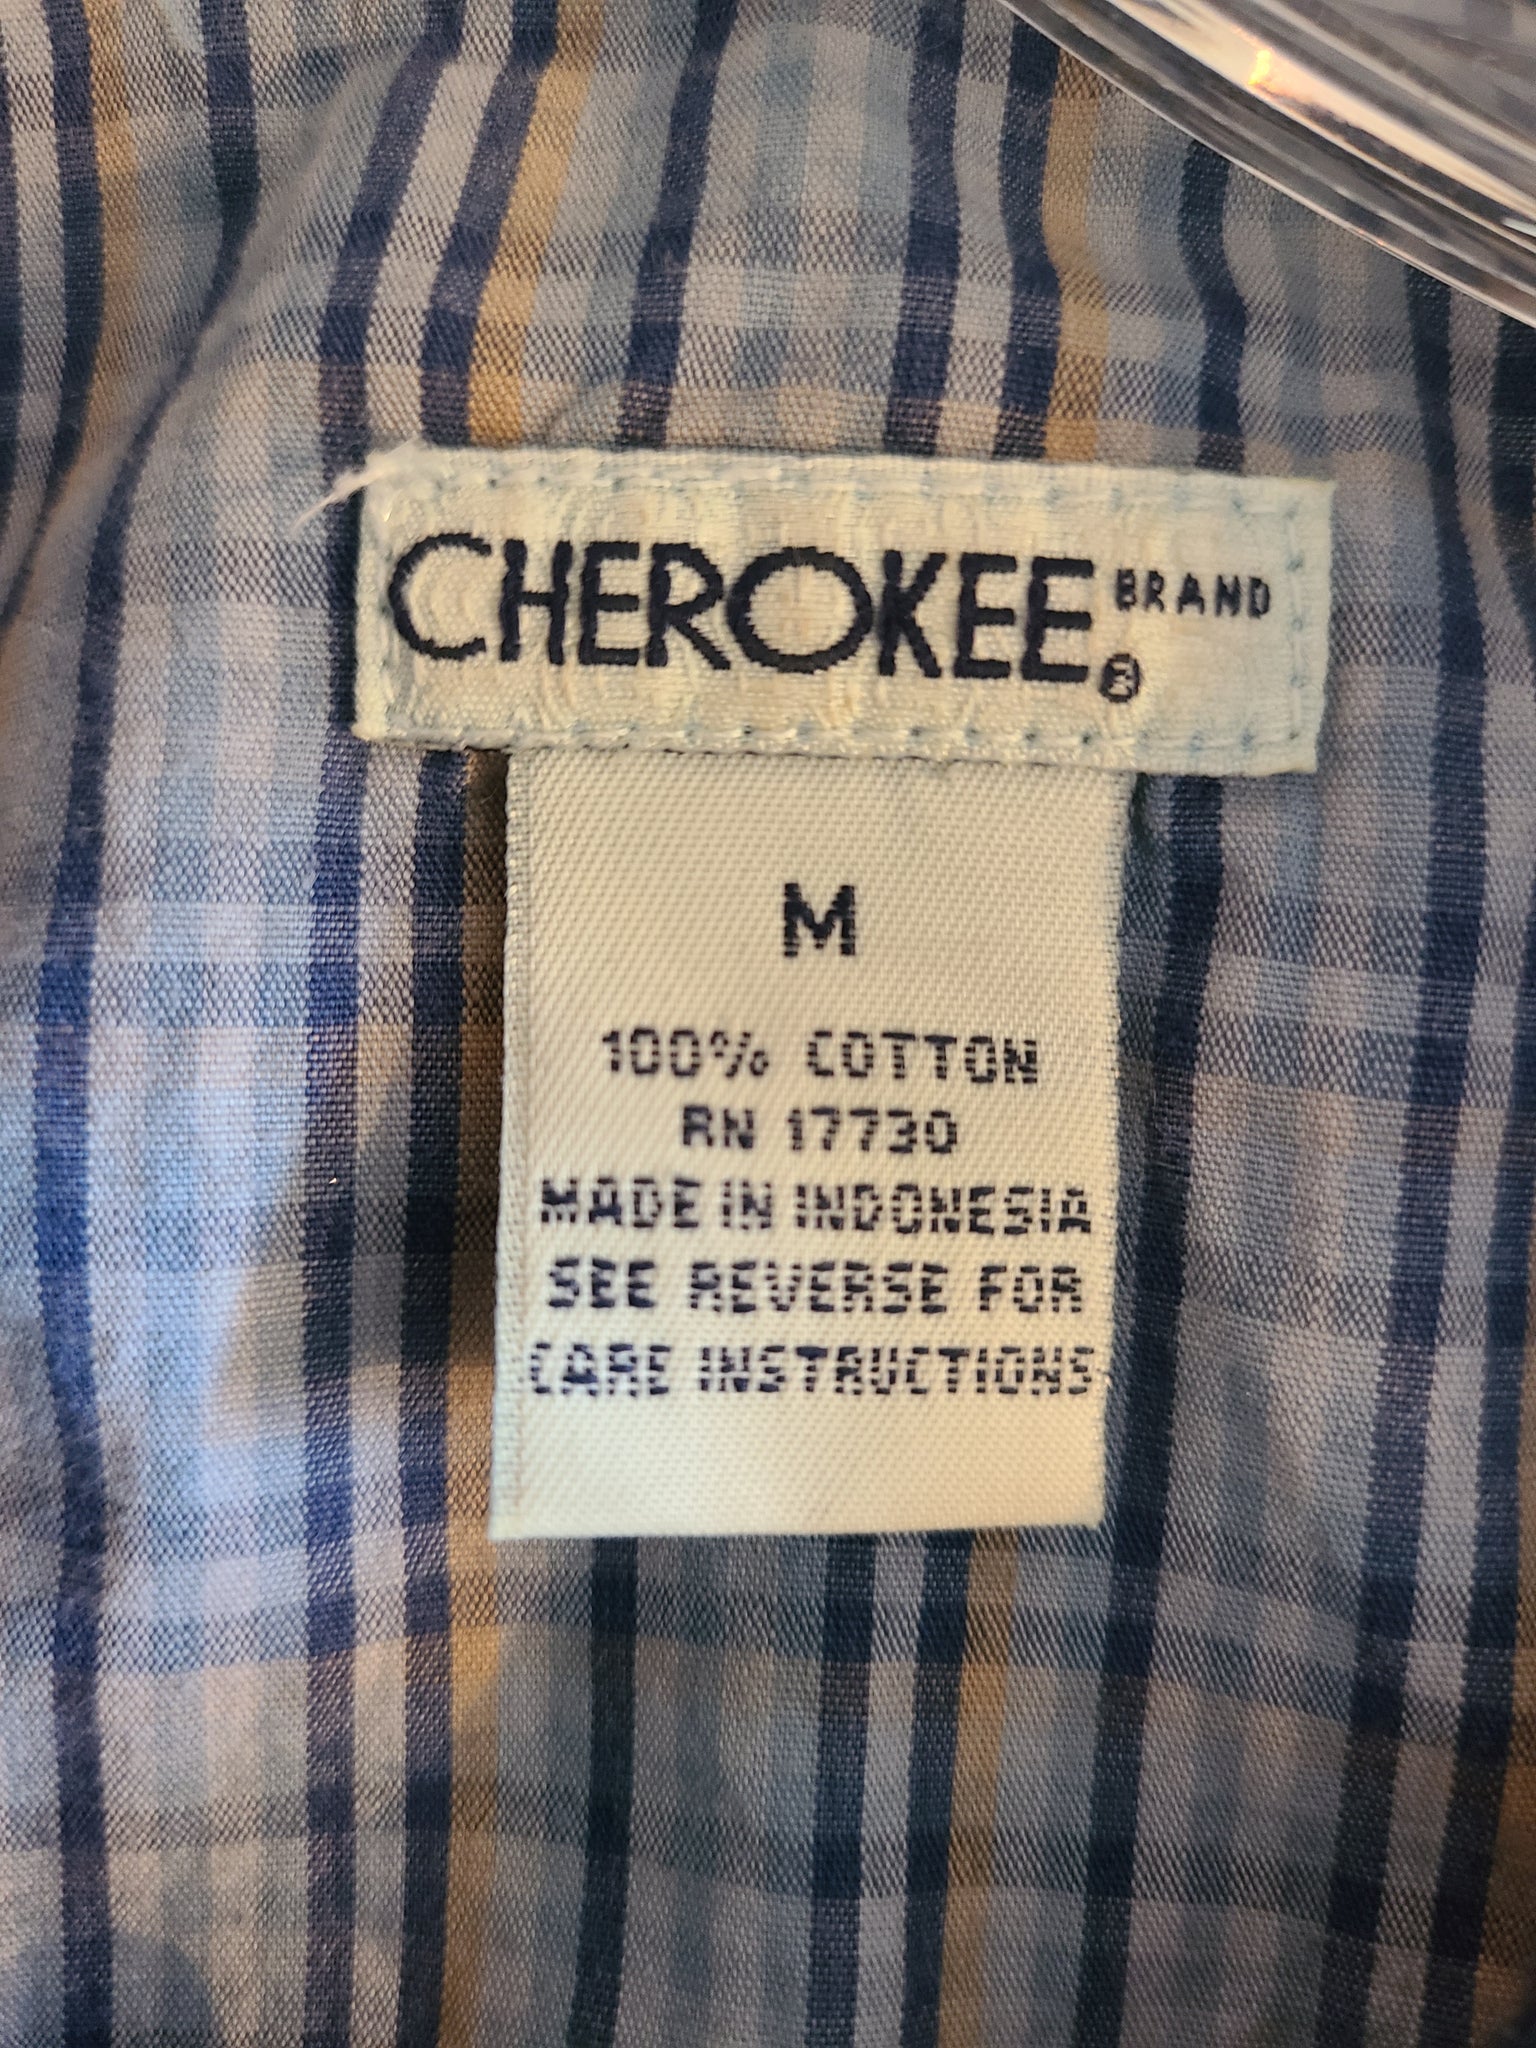 CHEROKEE BRAND
M
100% COTTON
RN 17730
MADE IN INDONESIA
SEE REVERSE FOR
CARE INSTRUCTIONS